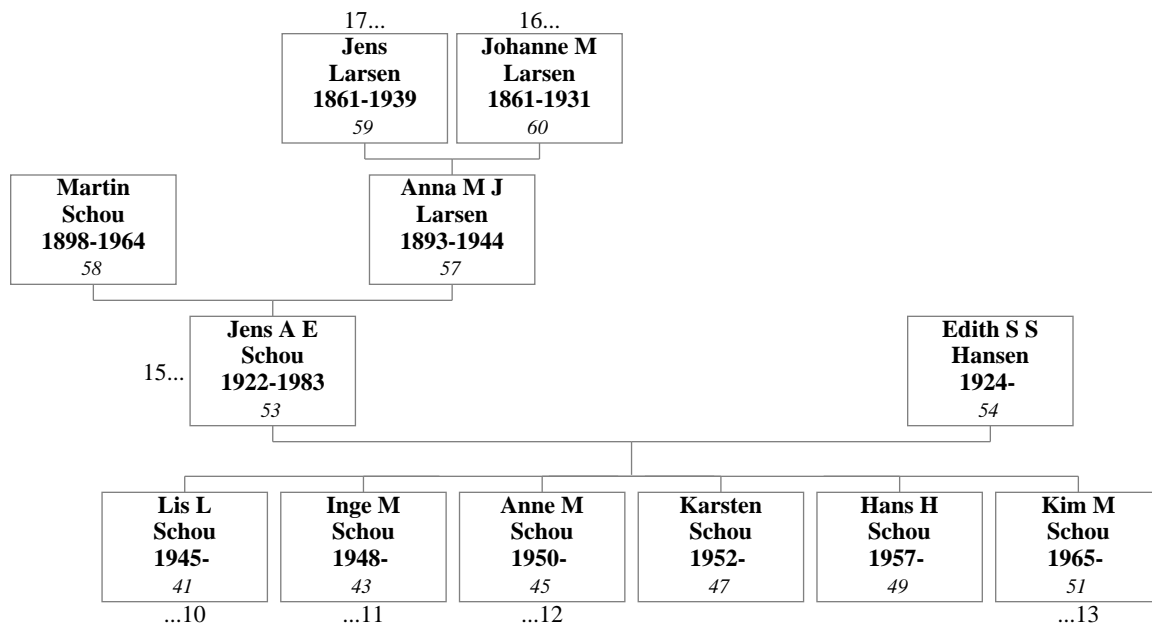 17...
16...
Jens
Larsen
1861-1939
59
Johanne M
Larsen
1861-1931
60
Martin
Schou
1898-1964
58
Anna M J
Larsen
1893-1944
57
15...
Jens A E
Schou
1922-1983
53
Edith S S
Hansen
1924-
54
Lis L
Schou
1945-
41
...10
Inge M
Schou
1948-
43
...11
Anne M
Schou
1950-
45
...12
Karsten
Schou
1952-
47
Hans H
Schou
1957-
49
Kim M
Schou
1965-
51
...13